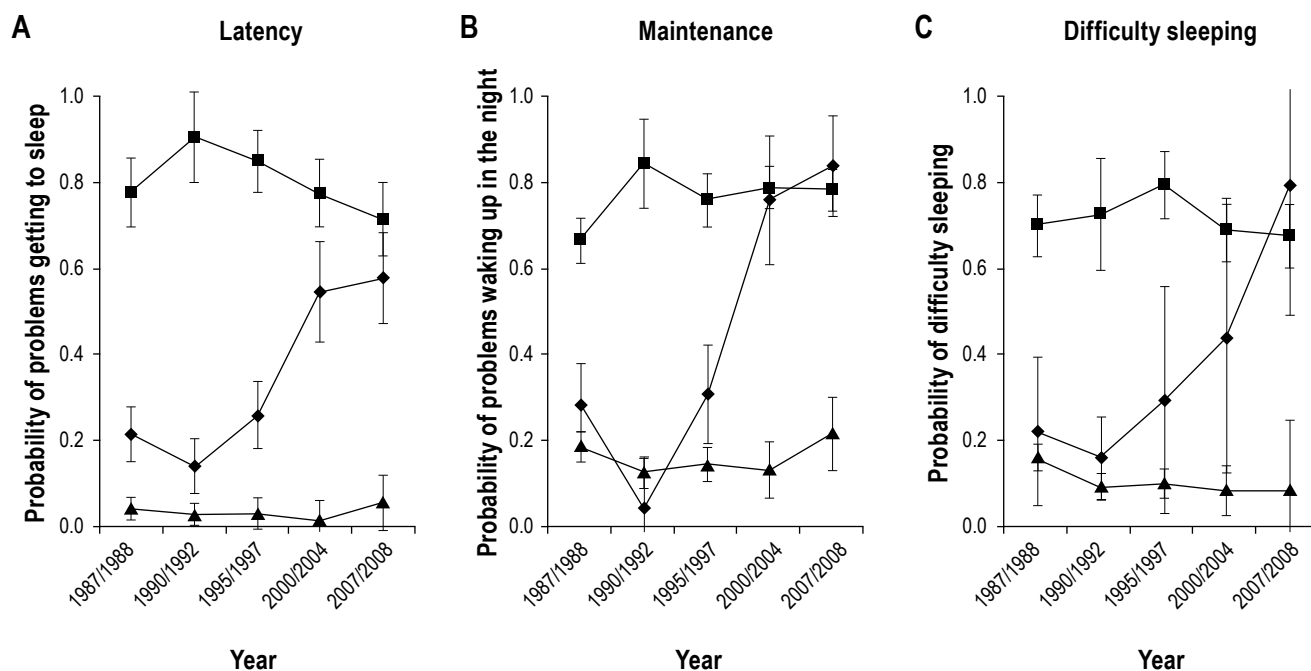 A
Latency
Probability of problems getting to sleep
1.0
0.8
0.6
0.4
0.2
0.0
1987/1988
1990/1992
1995/1997
2000/2004
2007/2008
Year
B
Maintenance
Probability of problems waking up in the night
1.0
0.8
0.6
0.4
0.2
0.0
1987/1988
1990/1992
1995/1997
2000/2004
2007/2008
Year
C
Difficulty sleeping
Probability of difficulty sleeping
1.0
0.8
0.6
0.4
0.2
0.0
1987/1988
1990/1992
1995/1997
2000/2004
2007/2008
Year